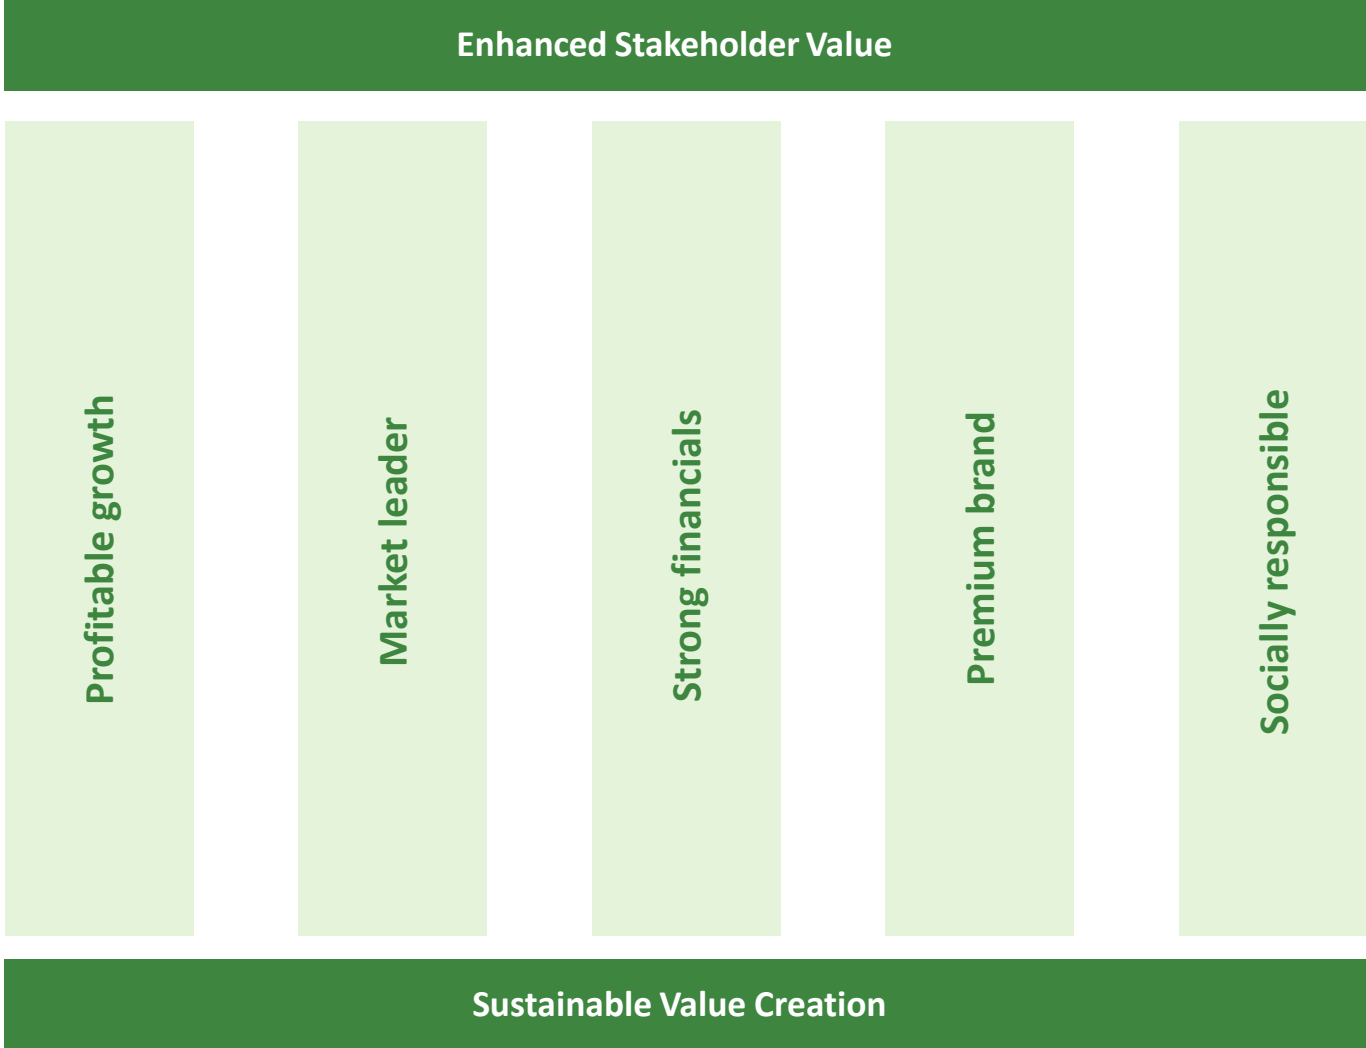 Enhanced Stakeholder Value
Profitable growth
Market leader
Strong financials
Premium brand
Socially responsible
Sustainable Value Creation